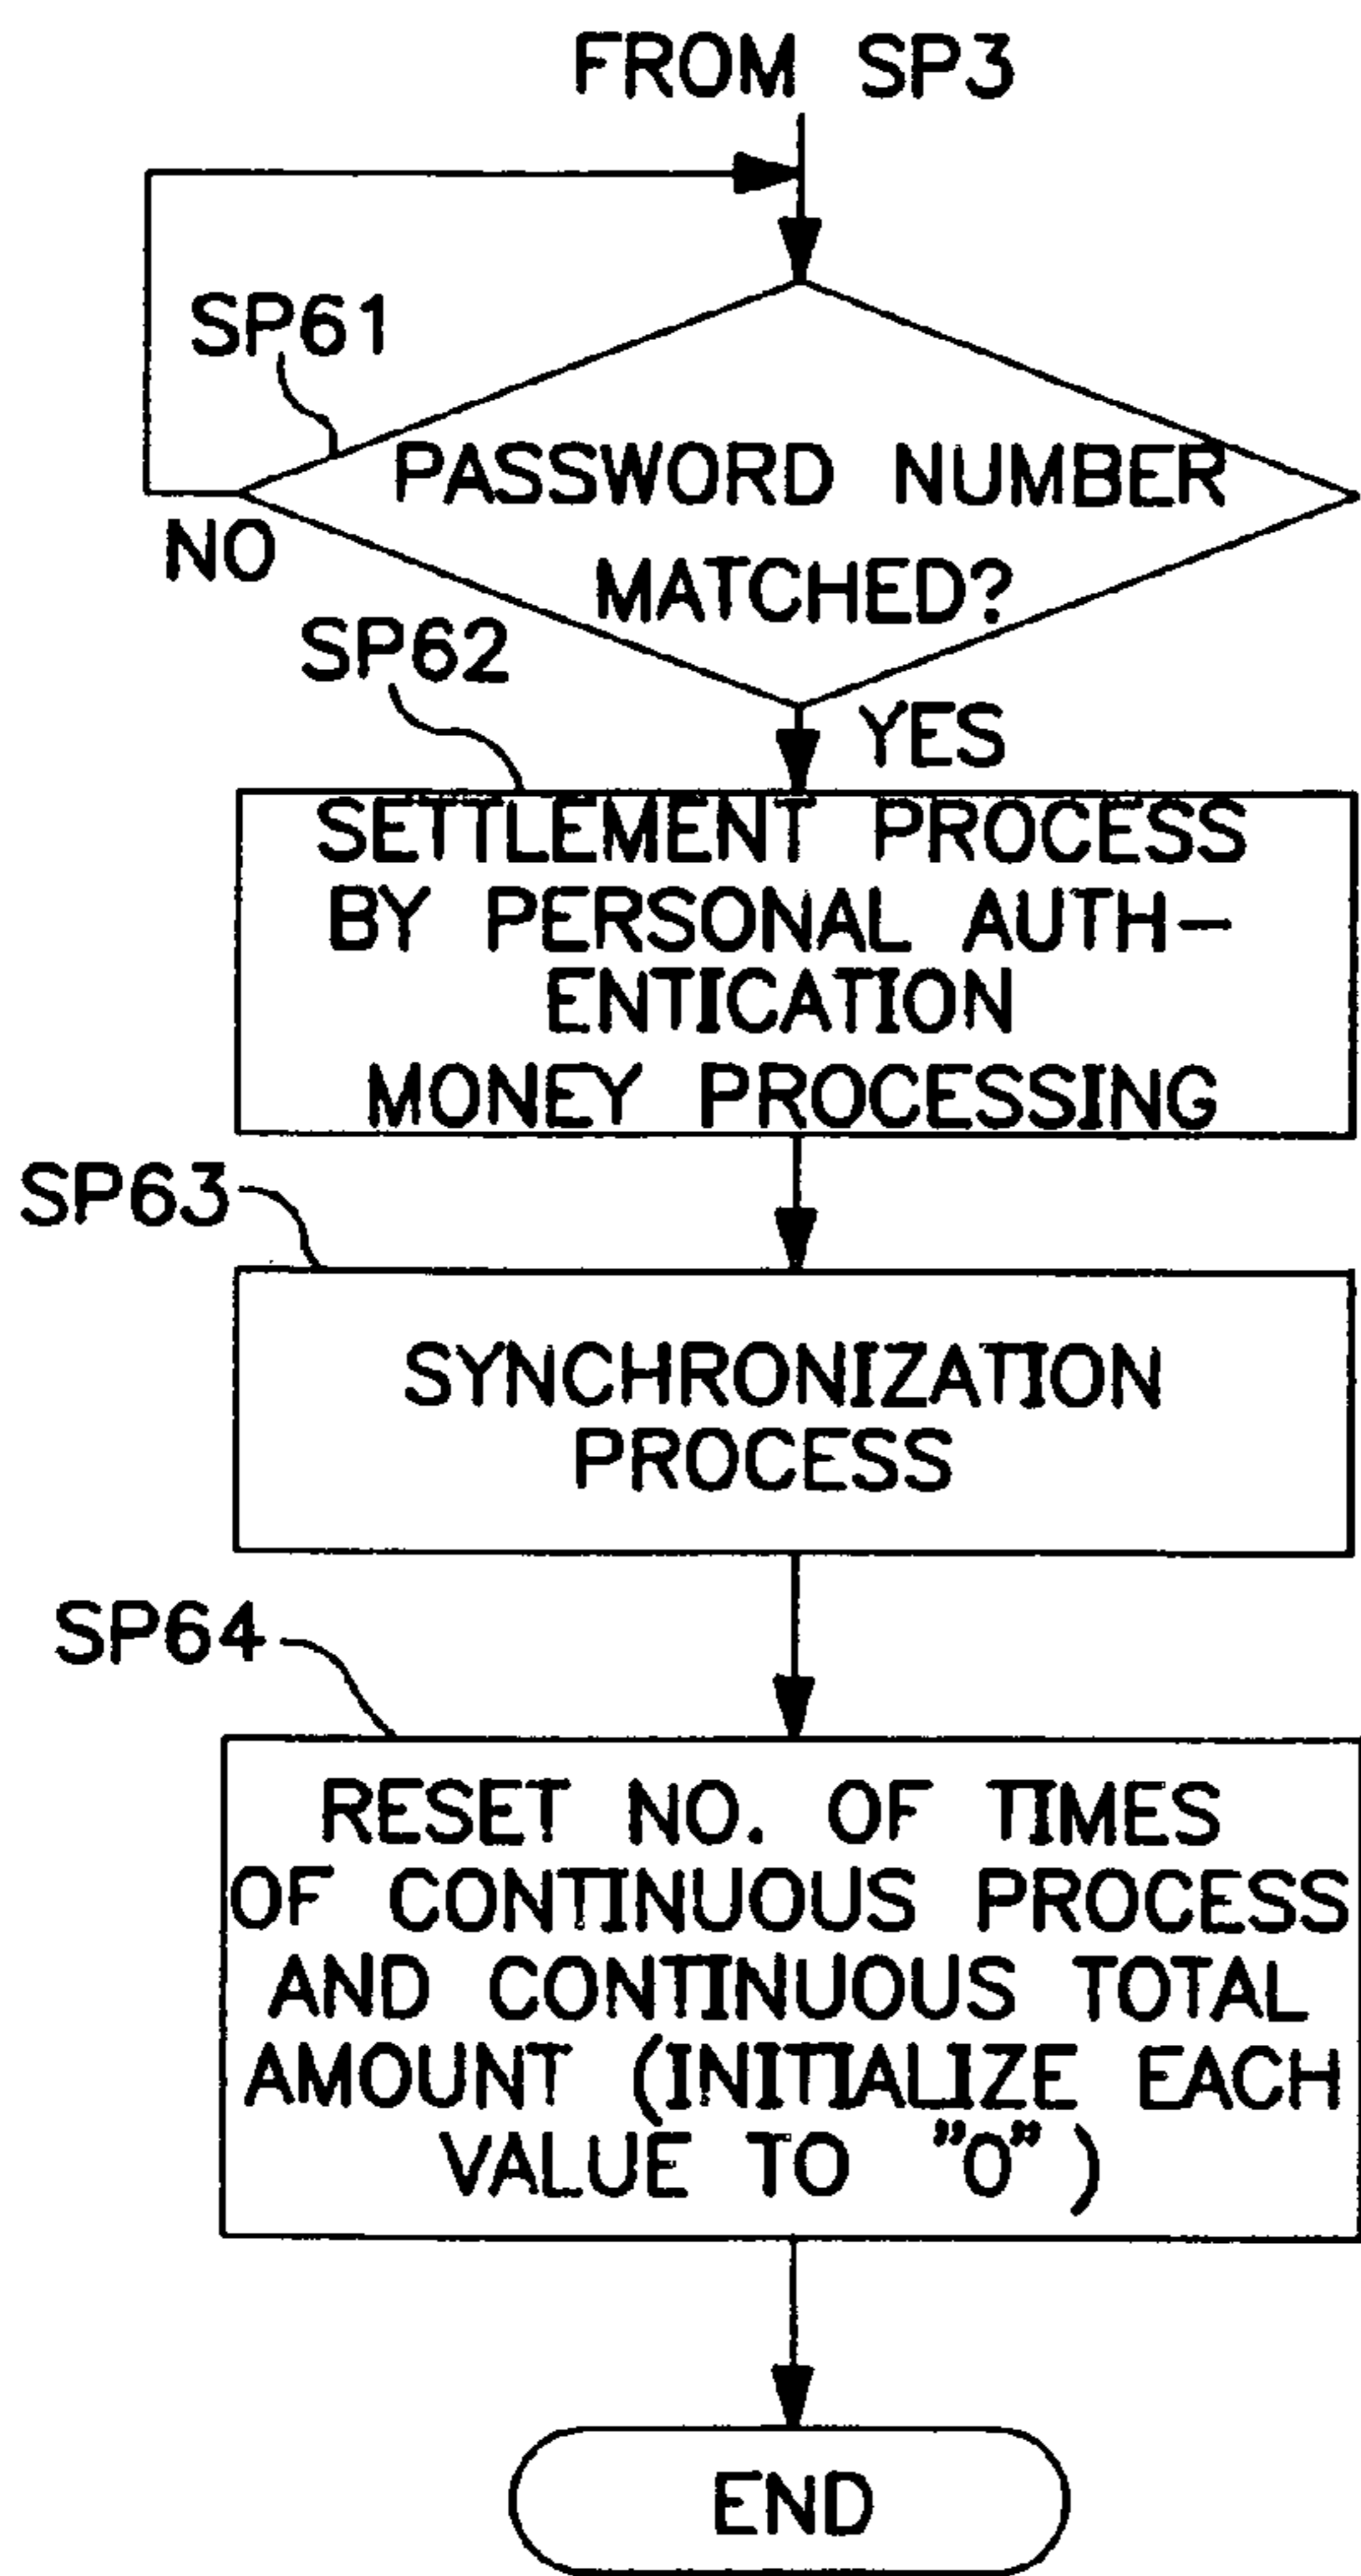 FROM SP3
SP61
PASSWORD NUMBER
MATCHED?
NO
SP62
YES
SETTLEMENT PROCESS
BY PERSONAL AUTH-
ENTICATION
MONEY PROCESSING
SP63
SYNCHRONIZATION
PROCESS
SP64
RESET NO. OF TIMES
OF CONTINUOUS PROCESS
AND CONTINUOUS TOTAL
AMOUNT (INITIALIZE EACH
VALUE TO "0")
END